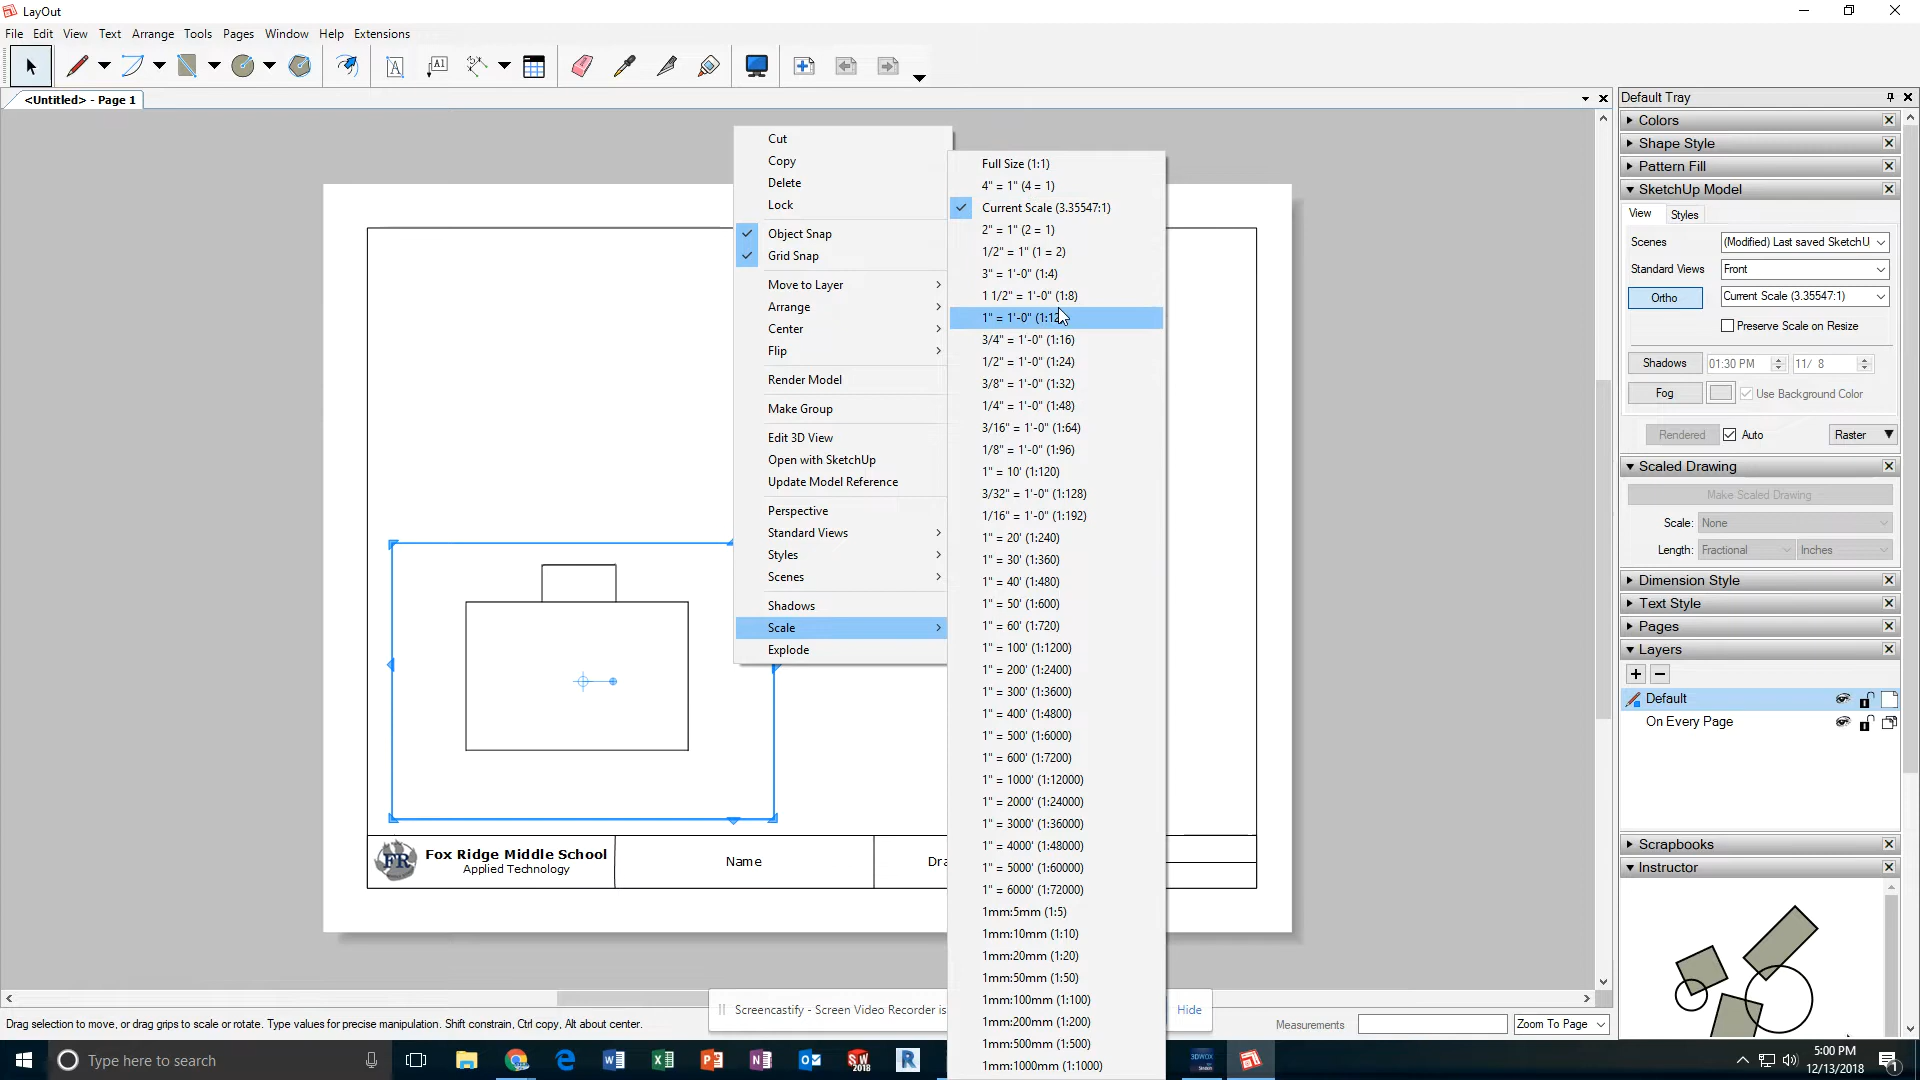 LayOut
File Edit View Text Arrange Tools Pages Window Help Extensions
<Untitled> - Page 1
Cut
Copy
Delete
Lock
Object Snap
Grid Snap
Move to Layer
Arrange
Center
Flip
Render Model
Make Group
Edit 3D View
Open with SketchUp
Update Model Reference
Perspective
Standard Views
Styles
Scenes
Shadows
Scale
Explode
Full Size (1:1)
4" = 1" (4 = 1)
Current Scale (3.35547:1)
2" = 1" (2 = 1)
1/2" = 1" (1 = 2)
3" = 1'-0" (1:4)
1 1/2" = 1'-0" (1:8)
1" = 1'-0" (1:12)
3/4" = 1'-0" (1:16)
1/2" = 1'-0" (1:24)
3/8" = 1'-0" (1:32)
1/4" = 1'-0" (1:48)
3/16" = 1'-0" (1:64)
1/8" = 1'-0" (1:96)
1" = 10' (1:120)
3/32" = 1'-0" (1:128)
1/16" = 1'-0" (1:192)
1" = 20' (1:240)
1" = 30' (1:360)
1" = 40' (1:480)
1" = 50' (1:600)
1" = 60' (1:720)
1" = 100' (1:1200)
1" = 200' (1:2400)
1" = 300' (1:3600)
1" = 400' (1:4800)
1" = 500' (1:6000)
1" = 600' (1:7200)
1" = 1000' (1:12000)
1" = 2000' (1:24000)
1" = 3000' (1:36000)
1" = 4000' (1:48000)
1" = 5000' (1:60000)
1" = 6000' (1:72000)
1mm:5mm (1:5)
1mm:10mm (1:10)
1mm:20mm (1:20)
1mm:50mm (1:50)
1mm:100mm (1:100)
1mm:200mm (1:200)
1mm:500mm (1:500)
1mm:1000mm (1:1000)
FR
Fox Ridge Middle School
Applied Technology
Name
Dra
Default Tray
Colors
Shape Style
Pattern Fill
SketchUp Model
View Styles
Scenes (Modified) Last saved SketchU
Standard Views Front
Ortho Current Scale (3.35547:1)
Preserve Scale on Resize
Shadows 01:30 PM 11/ 8
Fog Use Background Color
Rendered Auto Raster
Scaled Drawing
Make Scaled Drawing
Scale: None
Length: Fractional Inches
Dimension Style
Text Style
Pages
Layers
Default
On Every Page
Scrapbooks
Instructor
Screencastify - Screen Video Recorder is
Hide
Drag selection to move, or drag grips to scale or rotate. Type values for precise manipulation. Shift constrain, Ctrl copy, Alt about center.
Measurements
Zoom To Page
Type here to search
5:00 PM
12/13/2018